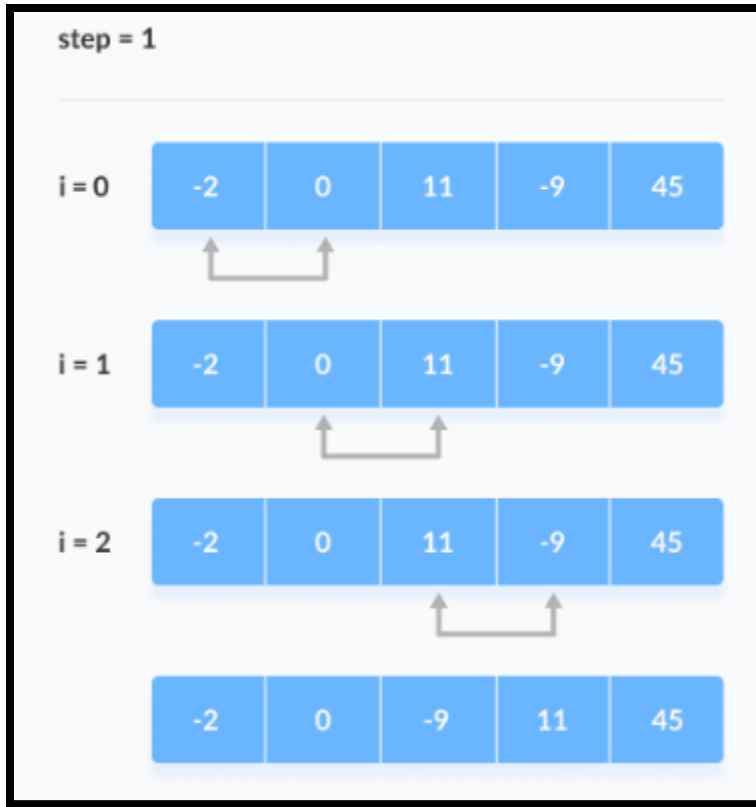 step = 1
i = 0 -2 0 11 -9 45
i = 1 -2 0 11 -9 45
i = 2 -2 0 11 -9 45
-2 0 -9 11 45